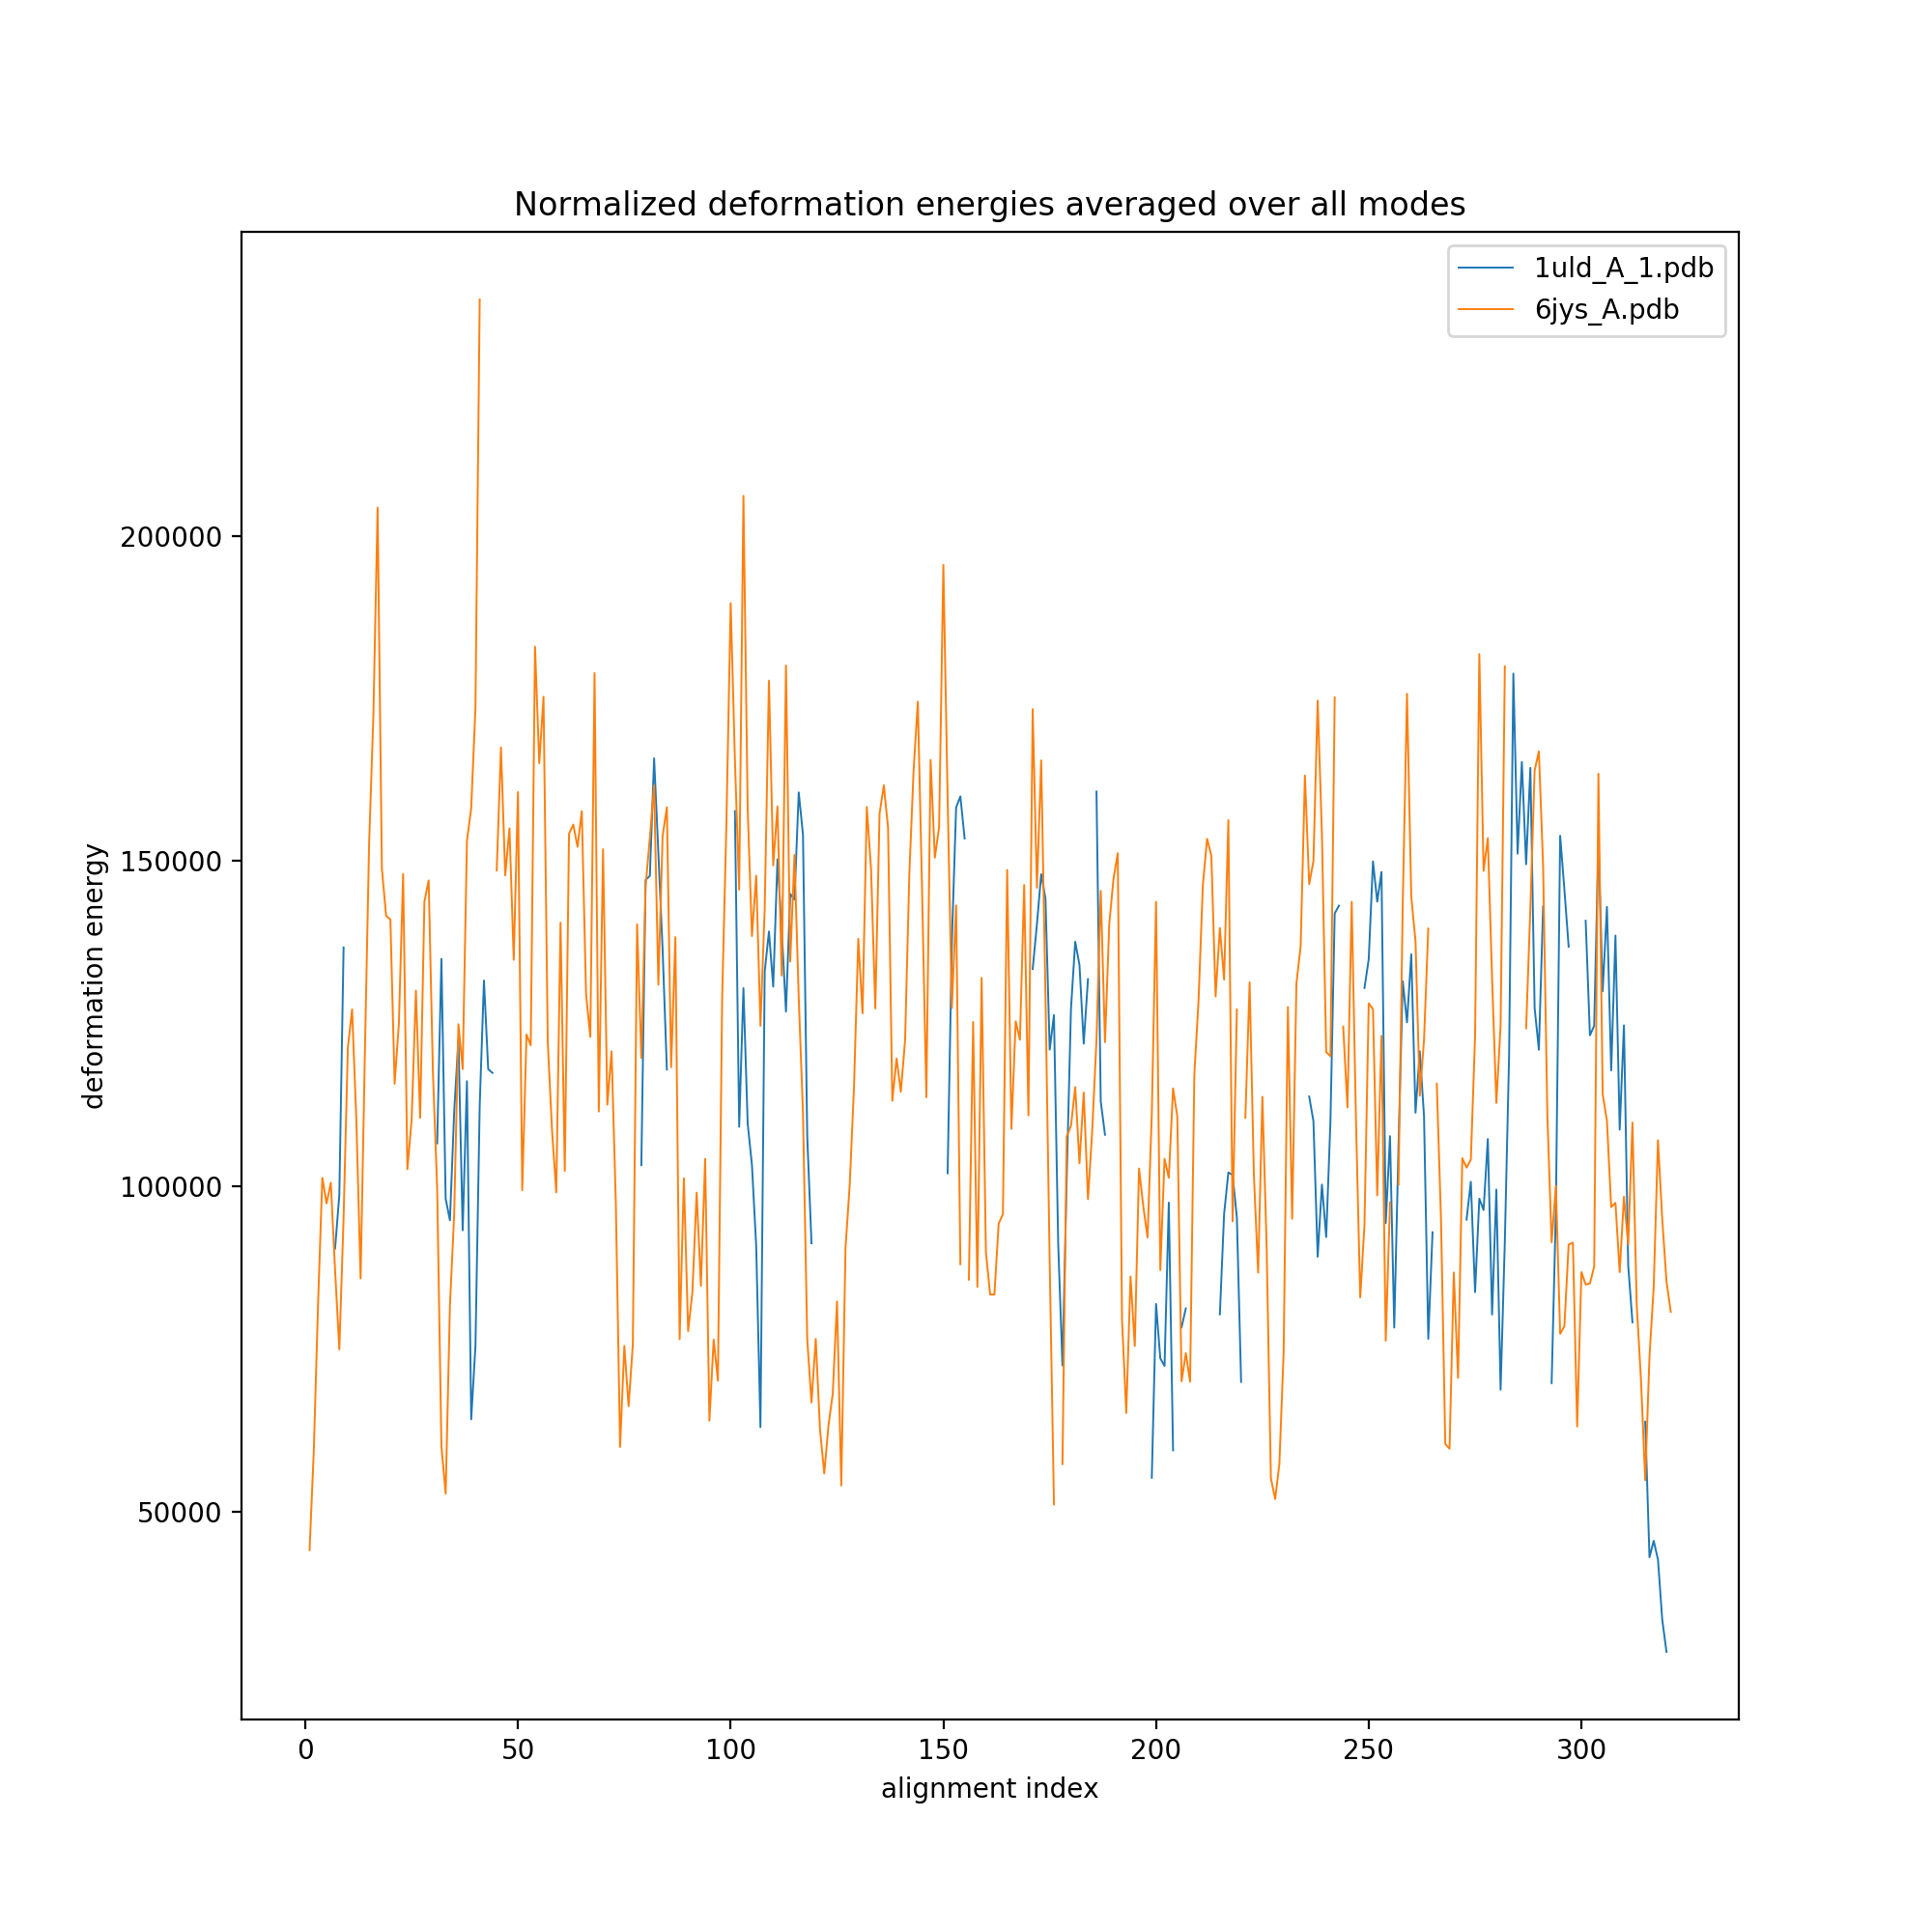 Normalized deformation energies averaged over all modes
1uld_A_1.pdb
6jys_A.pdb
deformation energy
200000
150000
100000
50000
0 50 100 150 200 250 300
alignment index